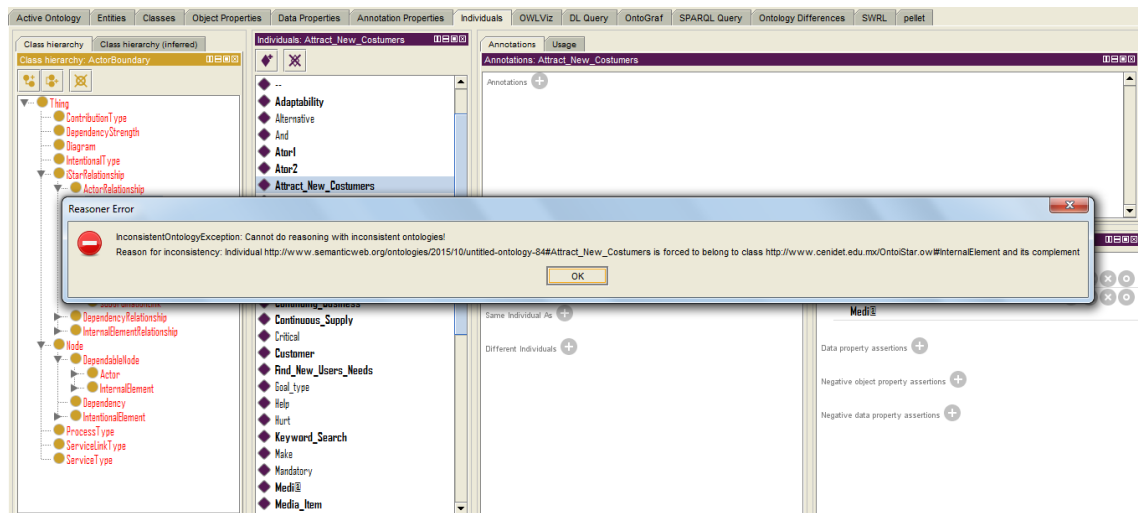 Active Ontology Entities Classes Object Properties Data Properties Annotation Properties Individuals OWLViz DL Query OntoGraf SPARQL Query Ontology Differences SWRL pellet
Class hierarchy Class hierarchy (inferred)
Class hierarchy: ActorBoundary
Thing
ContributionType
DependencyStrength
Diagram
IntentionalType
iStarRelationship
ActorRelationship
DependencyRelationship
InternalElementRelationship
Node
DependableNode
Actor
InternalElement
Dependency
IntentionalElement
ProcessType
ServiceLinkType
ServiceType
Individuals: Attract_New_Costumers
--
Adaptability
Alternative
And
Ator1
Ator2
Attract_New_Costumers
Continuous_Supply
Critical
Customer
Find_New_Users_Needs
Goal_type
Help
Hurt
Keyword_Search
Make
Mandatory
Medi
Media_Item
Annotations Usage
Annotations: Attract_New_Costumers
Annotations
Reasoner Error
InconsistentOntologyException: Cannot do reasoning with inconsistent ontologies!
Reason for inconsistency: Individual http://www.semanticweb.org/ontologies/2015/10/untitled-ontology-84#Attract_New_Costumers is forced to belong to class http://www.cenidet.edu.mx/OntoiStar.owl#InternalElement and its complement
OK
Same Individual As
Different Individuals
Medi
Data property assertions
Negative object property assertions
Negative data property assertions